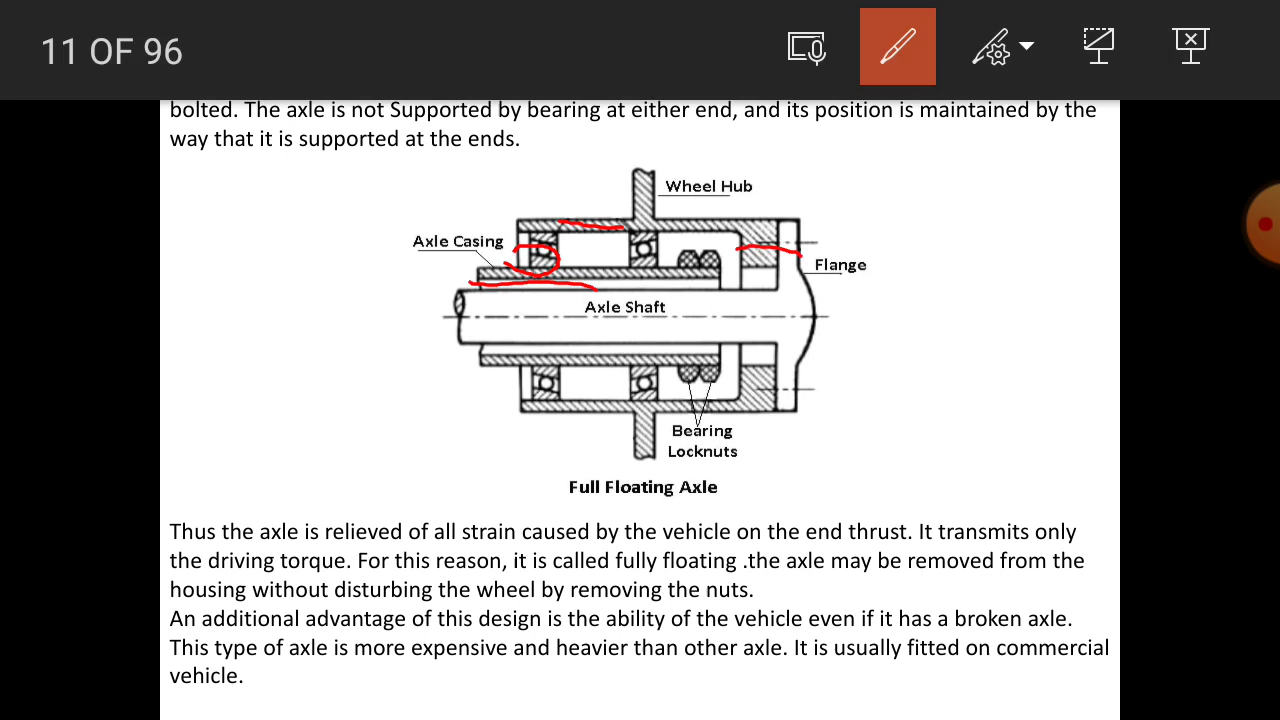 11 OF 96
bolted. The axle is not Supported by bearing at either end, and its position is maintained by the
way that it is supported at the ends.
Wheel Hub
Axle Casing
Flange
Axle Shaft
Bearing
Locknuts
Full Floating Axle
Thus the axle is relieved of all strain caused by the vehicle on the end thrust. It transmits only
the driving torque. For this reason, it is called fully floating .the axle may be removed from the
housing without disturbing the wheel by removing the nuts.
An additional advantage of this design is the ability of the vehicle even if it has a broken axle.
This type of axle is more expensive and heavier than other axle. It is usually fitted on commercial
vehicle.